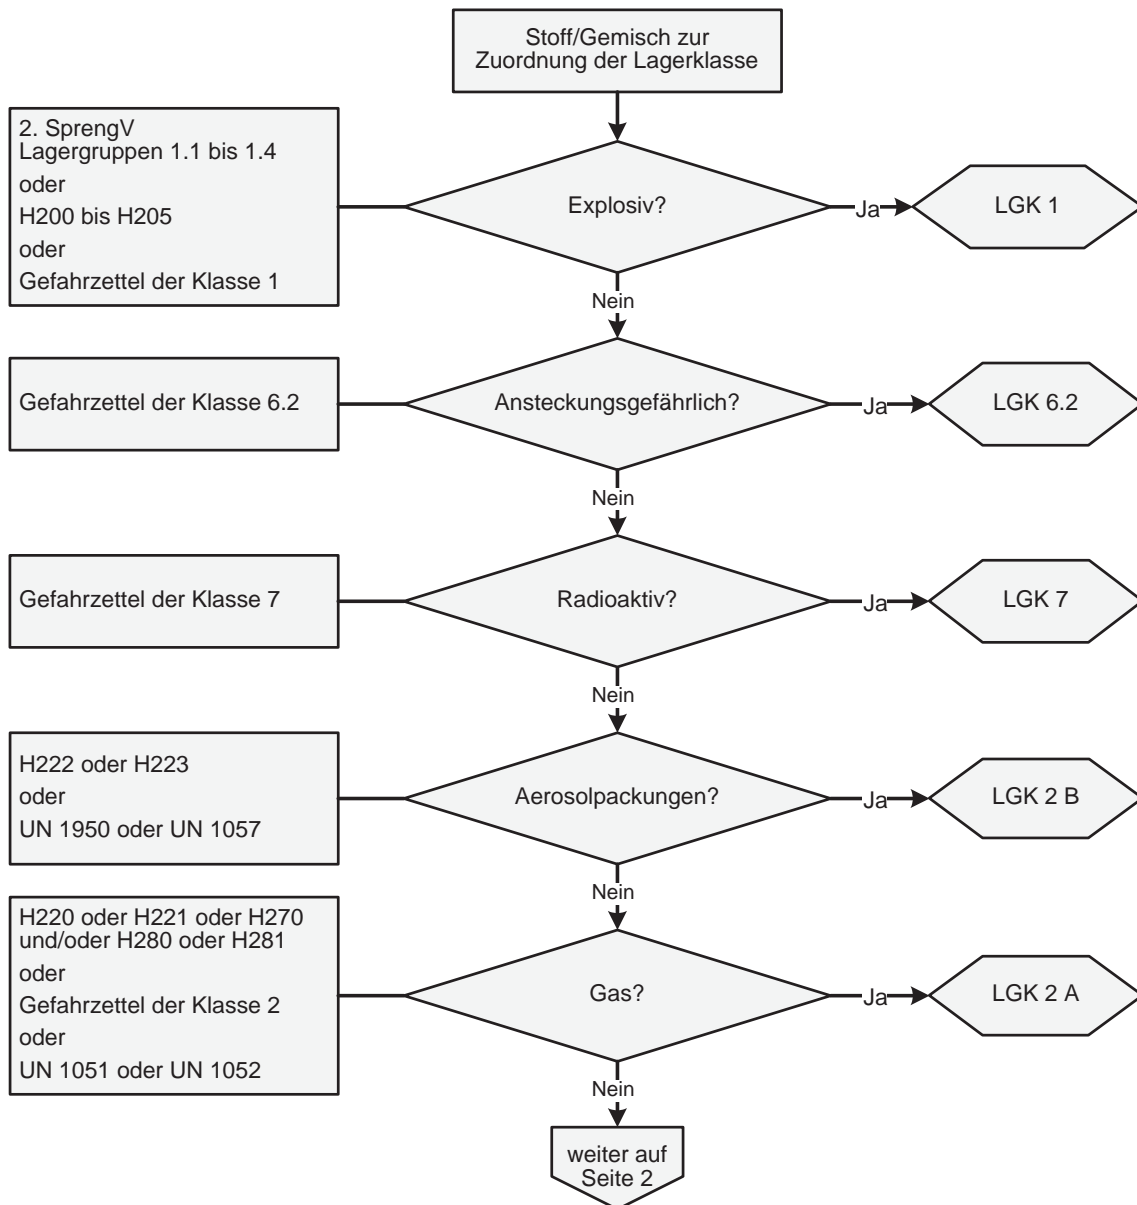 Stoff/Gemisch zur
Zuordnung der Lagerklasse
2. SprengV
Lagergruppen 1.1 bis 1.4
oder
H200 bis H205
oder
Gefahrzettel der Klasse 1
Explosiv?
Ja
LGK 1
Nein
Gefahrzettel der Klasse 6.2
Ansteckungsgefährlich?
Ja
LGK 6.2
Nein
Gefahrzettel der Klasse 7
Radioaktiv?
Ja
LGK 7
Nein
H222 oder H223
oder
UN 1950 oder UN 1057
Aerosolpackungen?
Ja
LGK 2 B
Nein
H220 oder H221 oder H270
und/oder H280 oder H281
oder
Gefahrzettel der Klasse 2
oder
UN 1051 oder UN 1052
Gas?
Ja
LGK 2 A
Nein
weiter auf
Seite 2